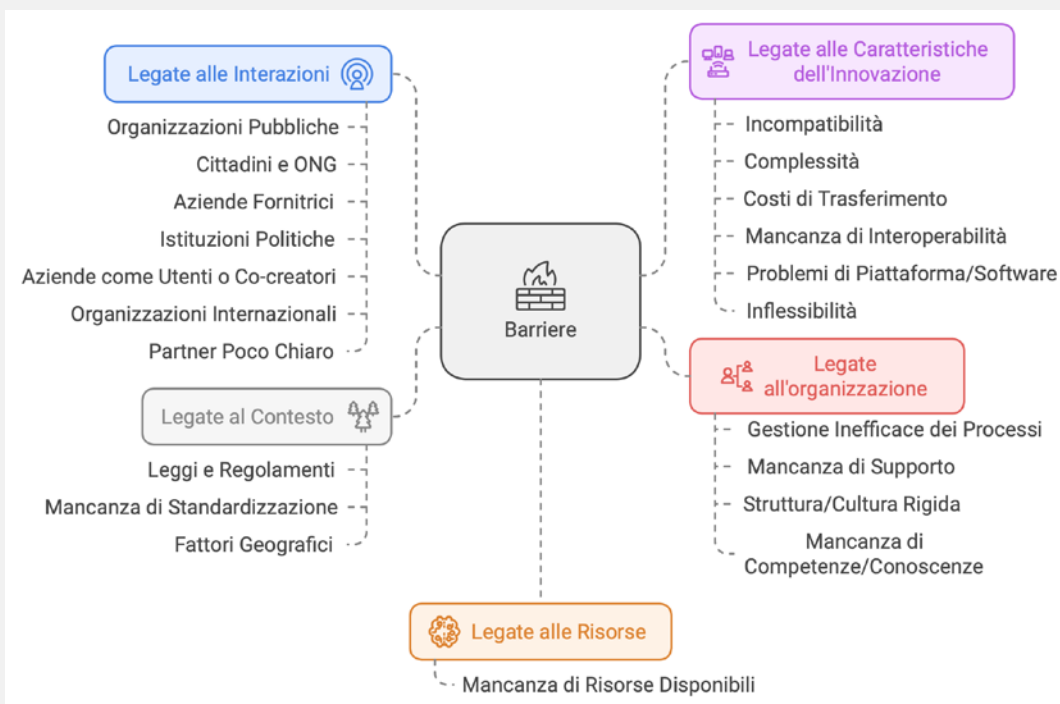 Legate alle Interazioni
Organizzazioni Pubbliche
Cittadini e ONG
Aziende Fornitrici
Istituzioni Politiche
Aziende come Utenti o Co-creatori
Organizzazioni Internazionali
Partner Poco Chiaro
Legate al Contesto
Leggi e Regolamenti
Mancanza di Standardizzazione
Fattori Geografici
Barriere
Legate alle Caratteristiche
dell'Innovazione
Incompatibilità
Complessità
Costi di Trasferimento
Mancanza di Interoperabilità
Problemi di Piattaforma/Software
Inflessibilità
Legate
all'organizzazione
Gestione Inefficace dei Processi
Mancanza di Supporto
Struttura/Cultura Rigida
Mancanza di
Competenze/Conoscenze
Legate alle Risorse
Mancanza di Risorse Disponibili